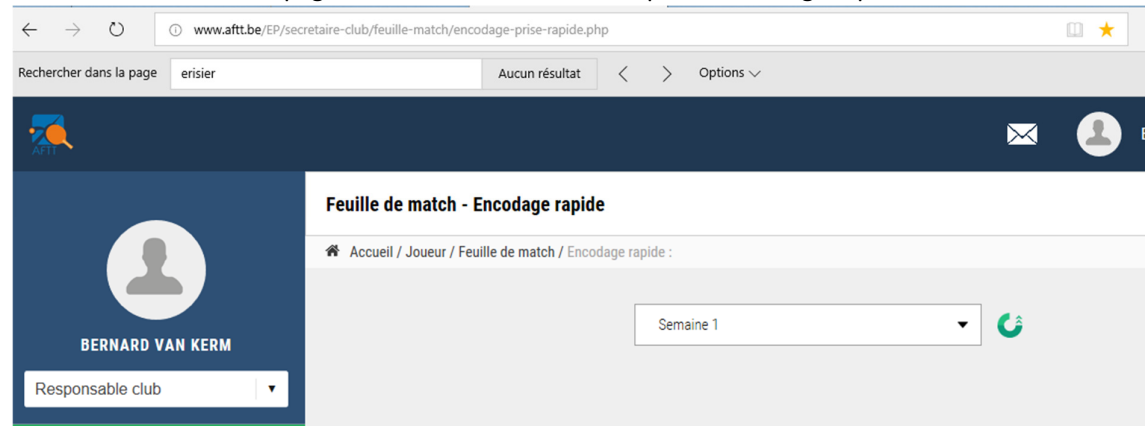 www.aftt.be/EP/secretaire-club/feuille-match/encodage-prise-rapide.php
Rechercher dans la page erisier Aucun résultat Options
AFTT
Feuille de match - Encodage rapide
Accueil / Joueur / Feuille de match / Encodage rapide :
Semaine 1
BERNARD VAN KERM
Responsable club